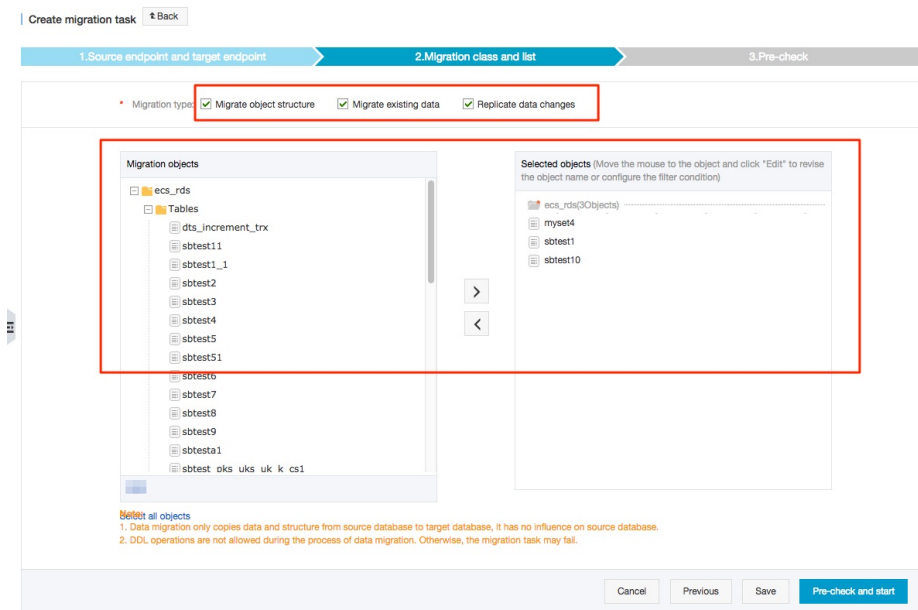 Create migration task
Back
1.Source endpoint and target endpoint
2.Migration class and list
3.Pre-check
* Migration type: Migrate object structure Migrate existing data Replicate data changes
Migration objects
ecs_rds
Tables
dts_increment_trx
sbtest11
sbtest1_1
sbtest2
sbtest3
sbtest4
sbtest5
sbtest51
sbtest6
sbtest7
sbtest8
sbtest9
sbtesta1
sbtest_pks_uks_uk_k_cs1
Select all objects
>
<
Selected objects (Move the mouse to the object and click "Edit" to revise
the object name or configure the filter condition)
ecs_rds(3Objects)
myset4
sbtest1
sbtest10
Note:
1. Data migration only copies data and structure from source database to target database, it has no influence on source database.
2. DDL operations are not allowed during the process of data migration. Otherwise, the migration task may fail.
Cancel
Previous
Save
Pre-check and start